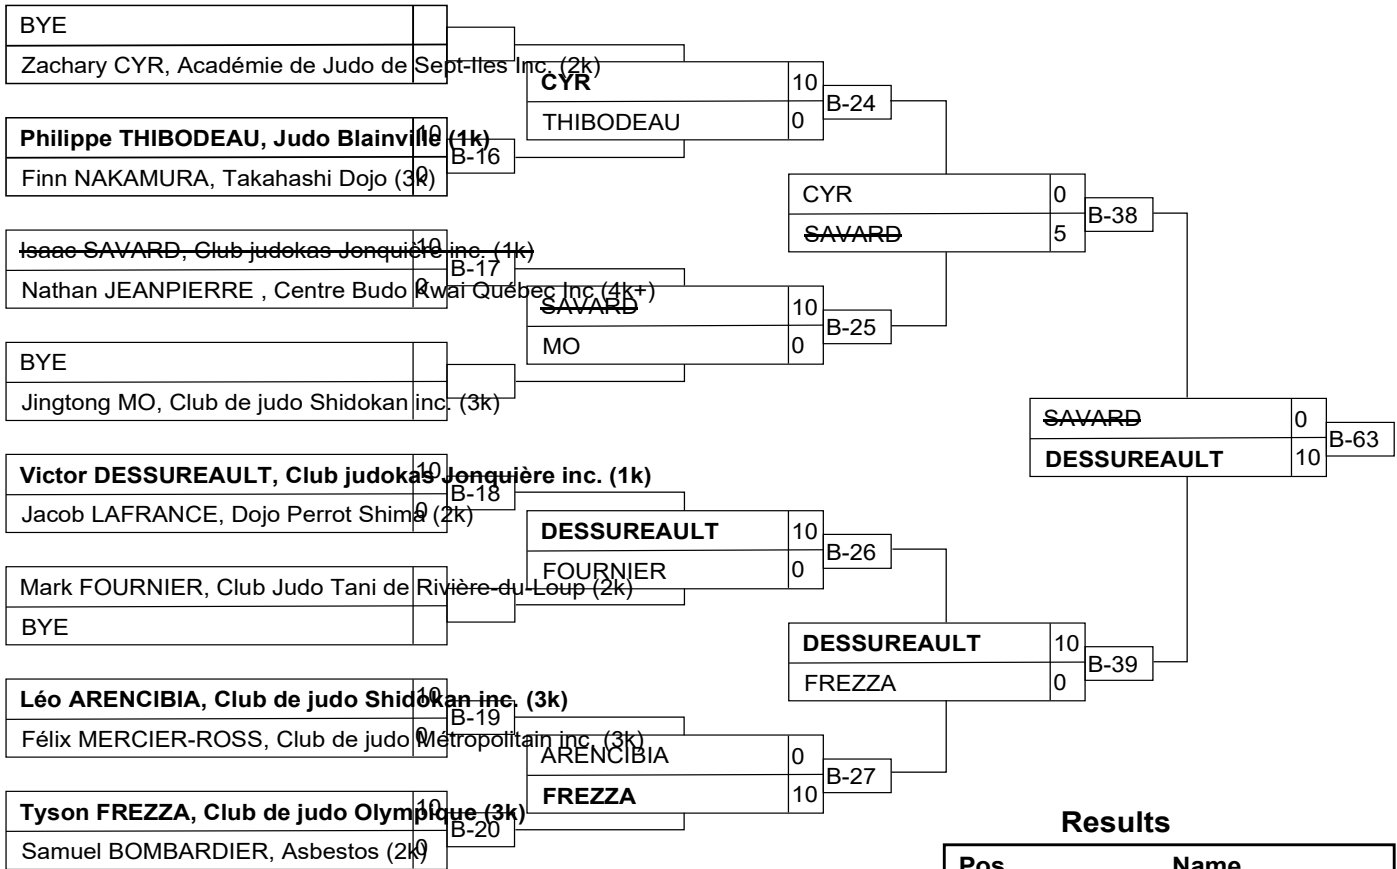 BYE
Zachary CYR, Académie de Judo de Sept-Iles Inc. (2k)
Philippe THIBODEAU, Judo Blainville (1k) 10
Finn NAKAMURA, Takahashi Dojo (3k) 0
B-16
Isaac SAVARD, Club judokas Jonquière inc. (1k) 10
Nathan JEANPIERRE , Centre Budo Kwai Québec Inc (4k+) 0
B-17
BYE
Jingtong MO, Club de judo Shidokan inc. (3k)
Victor DESSUREAULT, Club judokas Jonquière inc. (1k) 10
Jacob LAFRANCE, Dojo Perrot Shima (2k) 0
B-18
Mark FOURNIER, Club Judo Tani de Rivière-du-Loup (2k)
BYE
Léo ARENCIBIA, Club de judo Shidokan inc. (3k) 10
Félix MERCIER-ROSS, Club de judo Métropolitain inc. (3k) 0
B-19
Tyson FREZZA, Club de judo Olympique (3k) 10
Samuel BOMBARDIER, Asbestos (2k) 0
B-20
CYR 10
THIBODEAU 0
B-24
SAVARD 10
MO 0
B-25
DESSUREAULT 10
FOURNIER 0
B-26
ARENCIBIA 0
FREZZA 10
B-27
CYR 0
SAVARD 5
B-38
DESSUREAULT 10
FREZZA 0
B-39
SAVARD 0
DESSUREAULT 10
B-63
Results
Pos Name